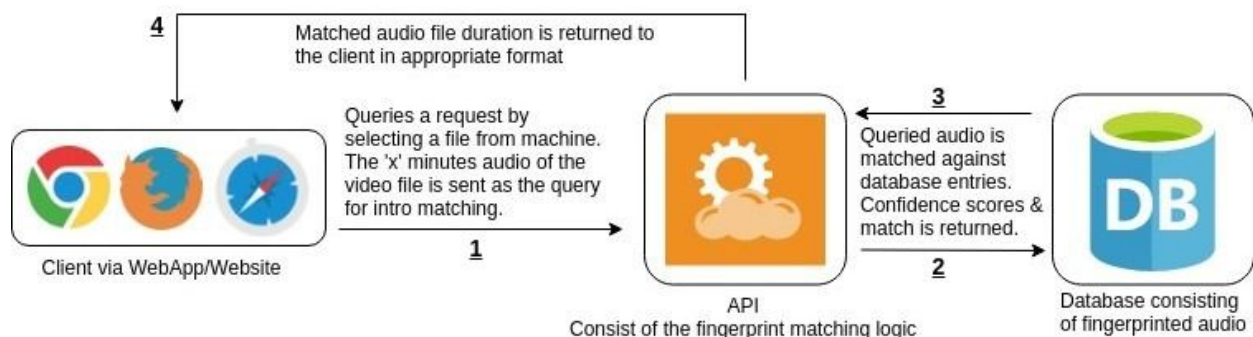 4
Matched audio file duration is returned to
the client in appropriate format
Queries a request by
selecting a file from machine.
The 'x' minutes audio of the
video file is sent as the query
for intro matching.
1
Client via WebApp/Website
API
Consist of the fingerprint matching logic
3
Queried audio is
matched against
database entries.
Confidence scores &
match is returned.
2
DB
Database consisting
of fingerprinted audio